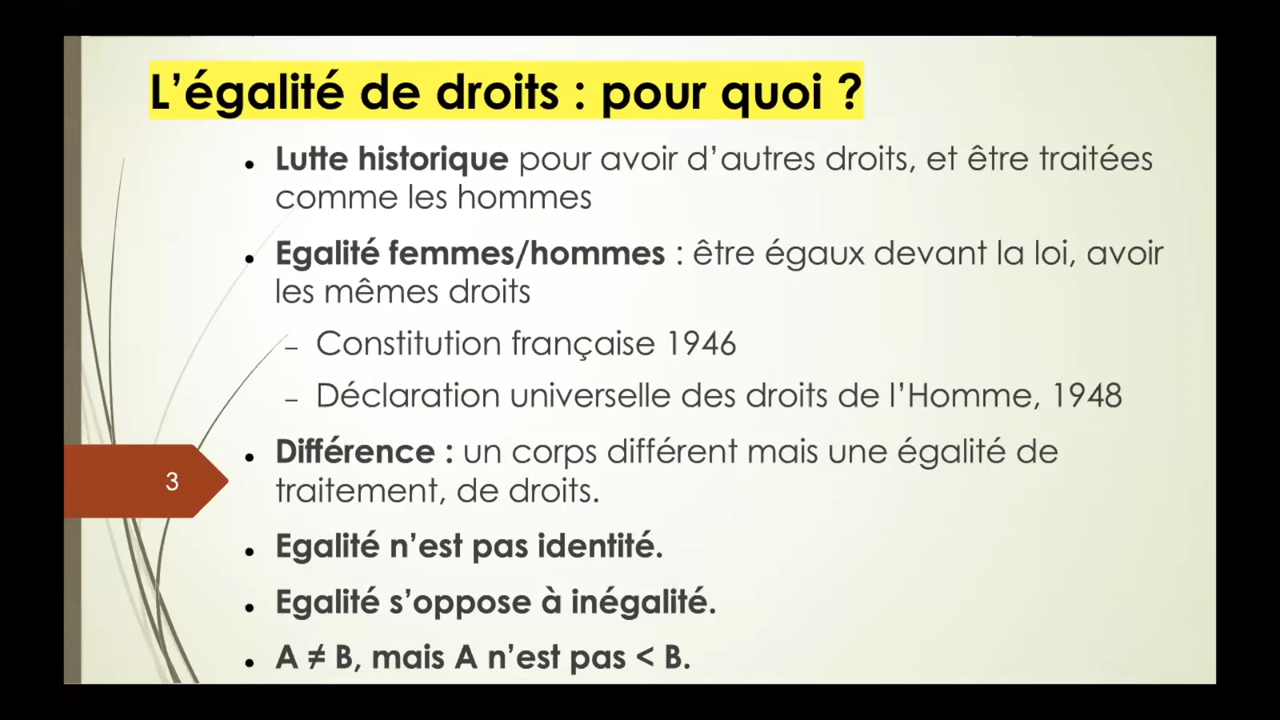 L’égalité de droits : pour quoi ?
• Lutte historique pour avoir d’autres droits, et être traitées
comme les hommes
• Egalité femmes/hommes : être égaux devant la loi, avoir
les mêmes droits
– Constitution française 1946
– Déclaration universelle des droits de l’Homme, 1948
• Différence : un corps différent mais une égalité de
traitement, de droits.
3
• Egalité n’est pas identité.
• Egalité s’oppose à inégalité.
• A ≠ B, mais A n’est pas < B.